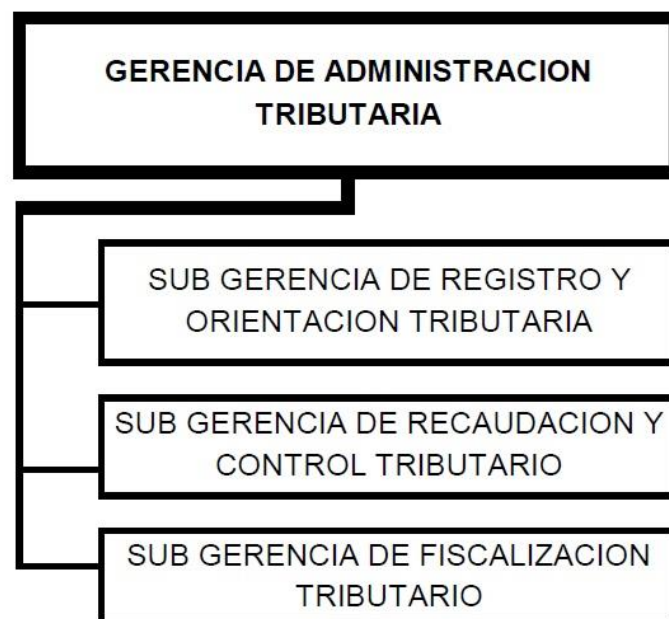 GERENCIA DE ADMINISTRACION
TRIBUTARIA
SUB GERENCIA DE REGISTRO Y
ORIENTACION TRIBUTARIA
SUB GERENCIA DE RECAUDACION Y
CONTROL TRIBUTARIO
SUB GERENCIA DE FISCALIZACION
TRIBUTARIO